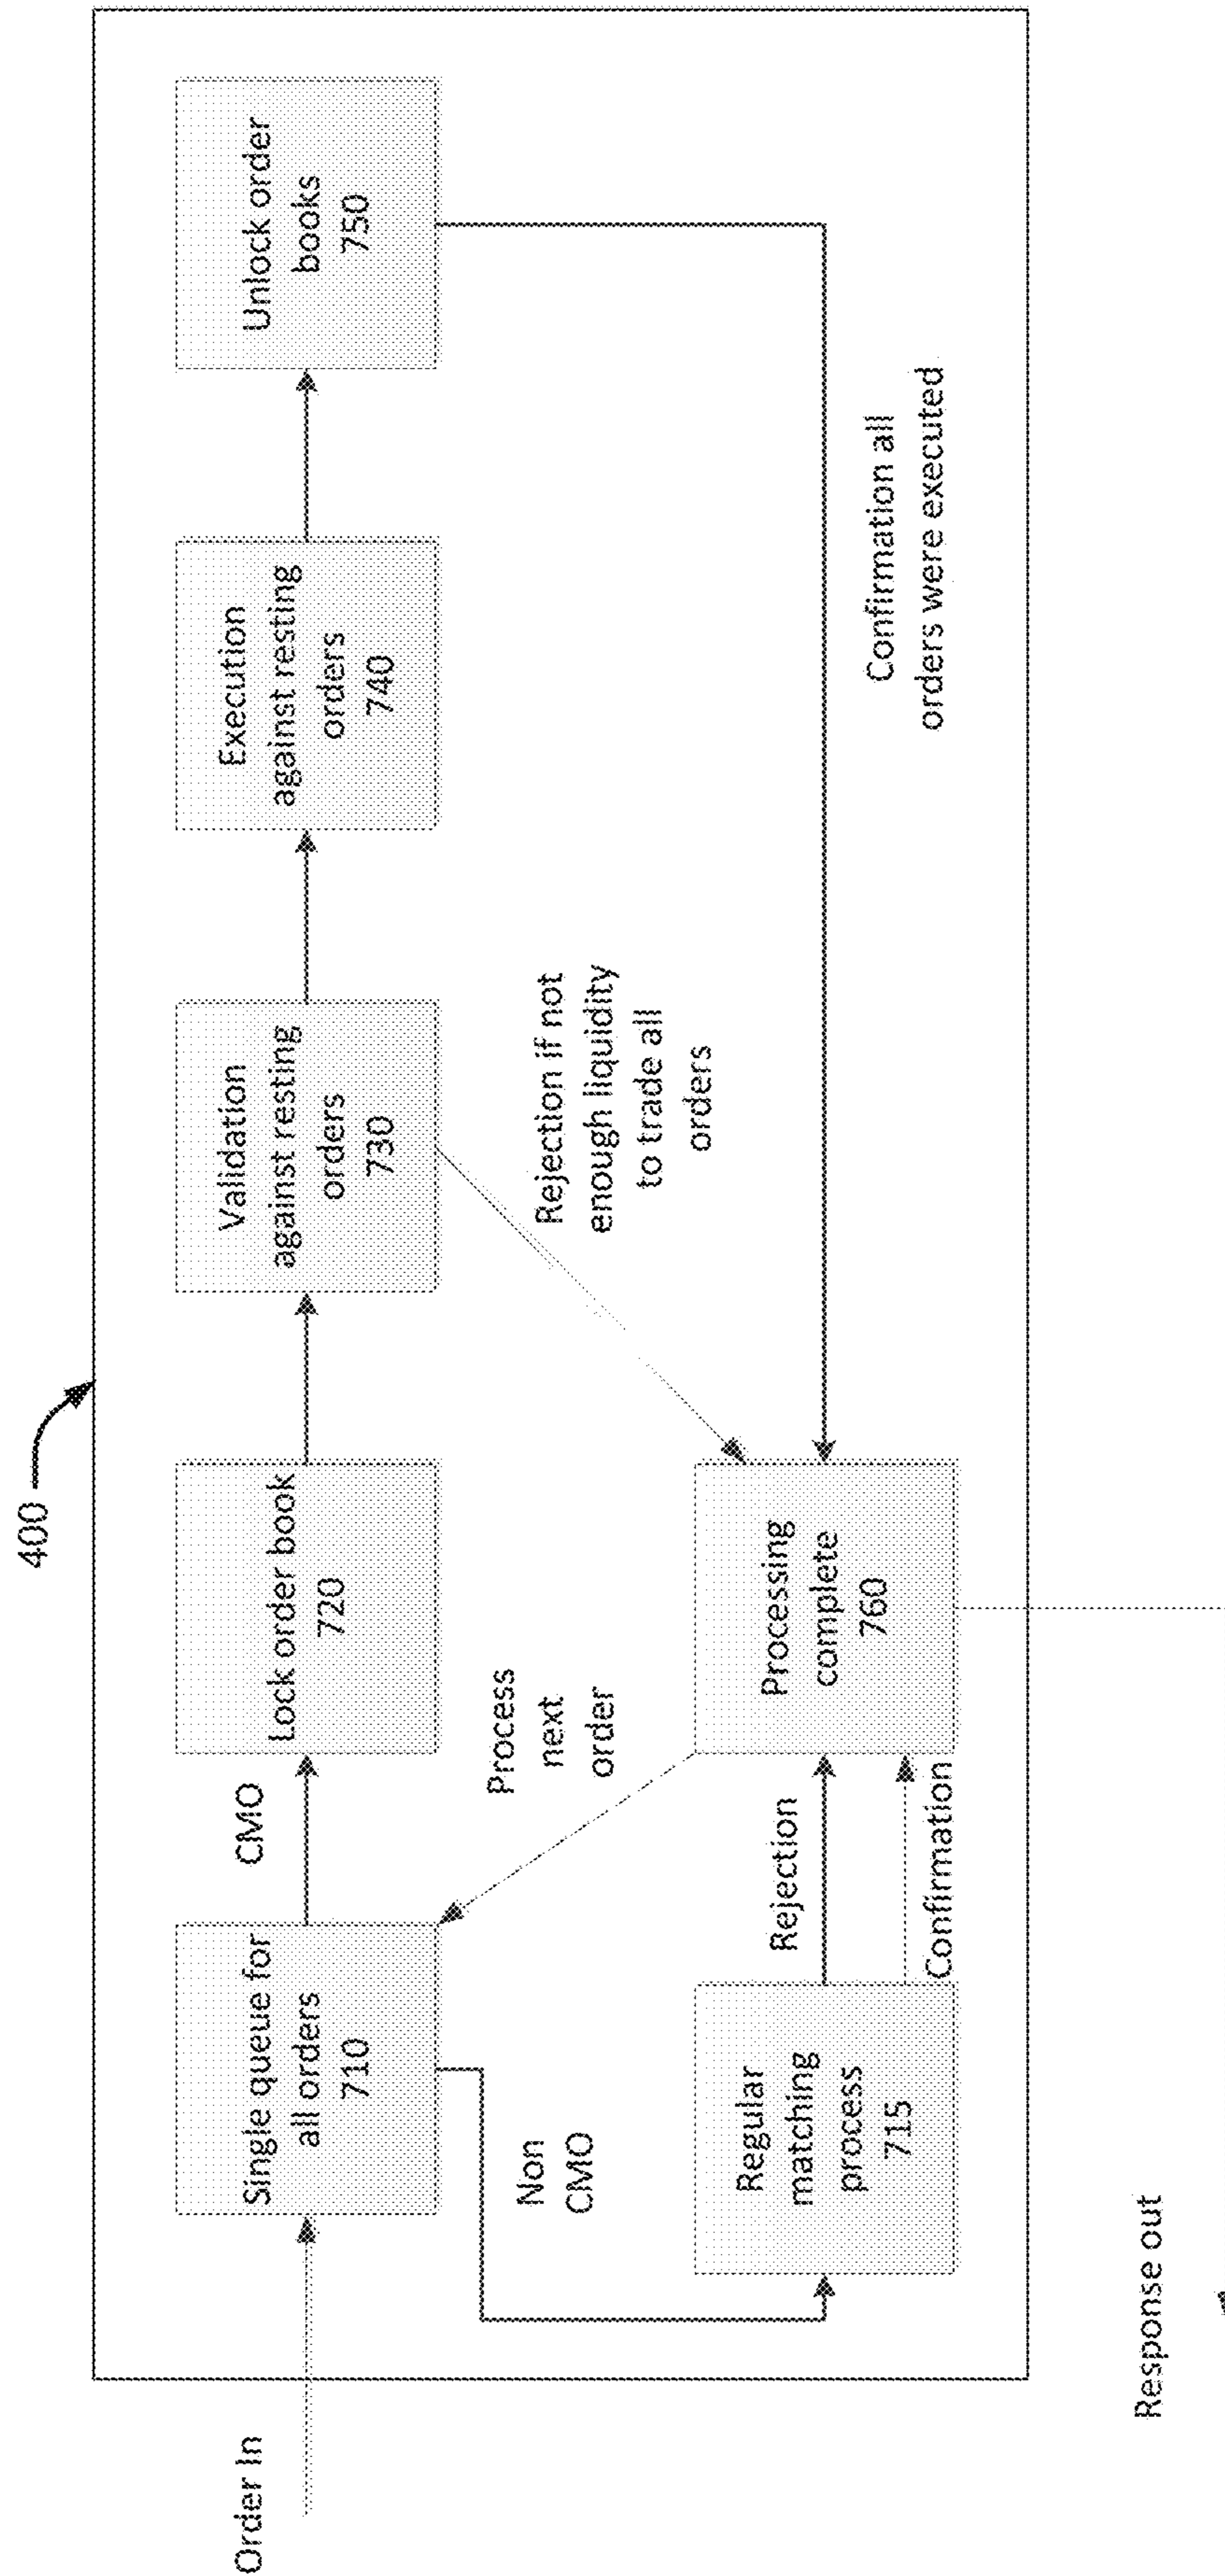 400
Order In
Single queue for
all orders
710
CMO
Lock order book
720
Validation
against resting
orders
730
Execution
against resting
orders
740
Unlock order
books
750
Non
CMO
Process
next
order
Rejection if not
enough liquidity
to trade all
orders
Regular
matching
process
715
Rejection
Confirmation
Processing
complete
760
Confirmation all
orders were executed
Response out